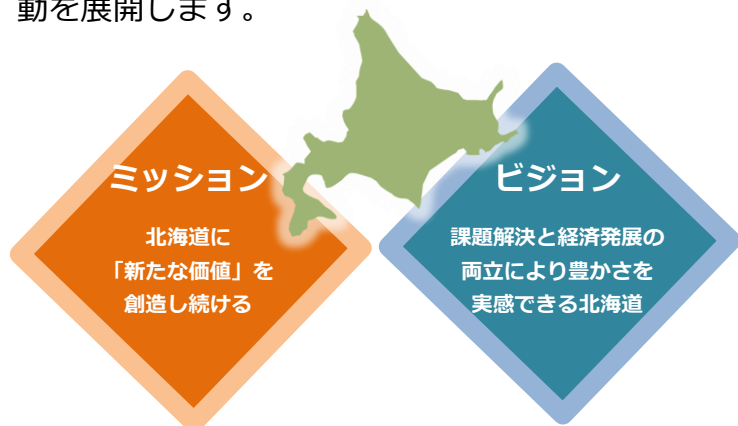 動を展開します。
ミッション
北海道に
「新たな価値」を
創造し続ける
ビジョン
課題解決と経済発展の
両立により豊かさを
実感できる北海道